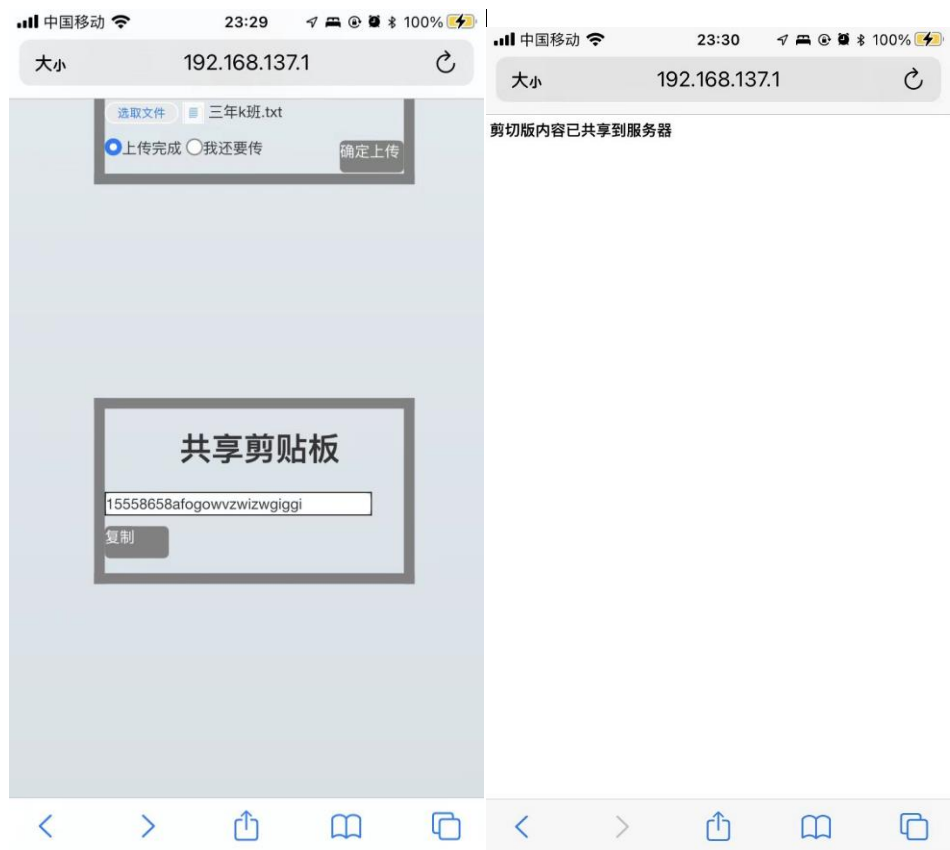 中国移动 23:29 100%
大小 192.168.137.1
选取文件 三年k班.txt
上传完成 我还要传 确定上传
共享剪贴板
15558658afogowvzwizwgiggi
复制
中国移动 23:30 100%
大小 192.168.137.1
剪切版内容已共享到服务器